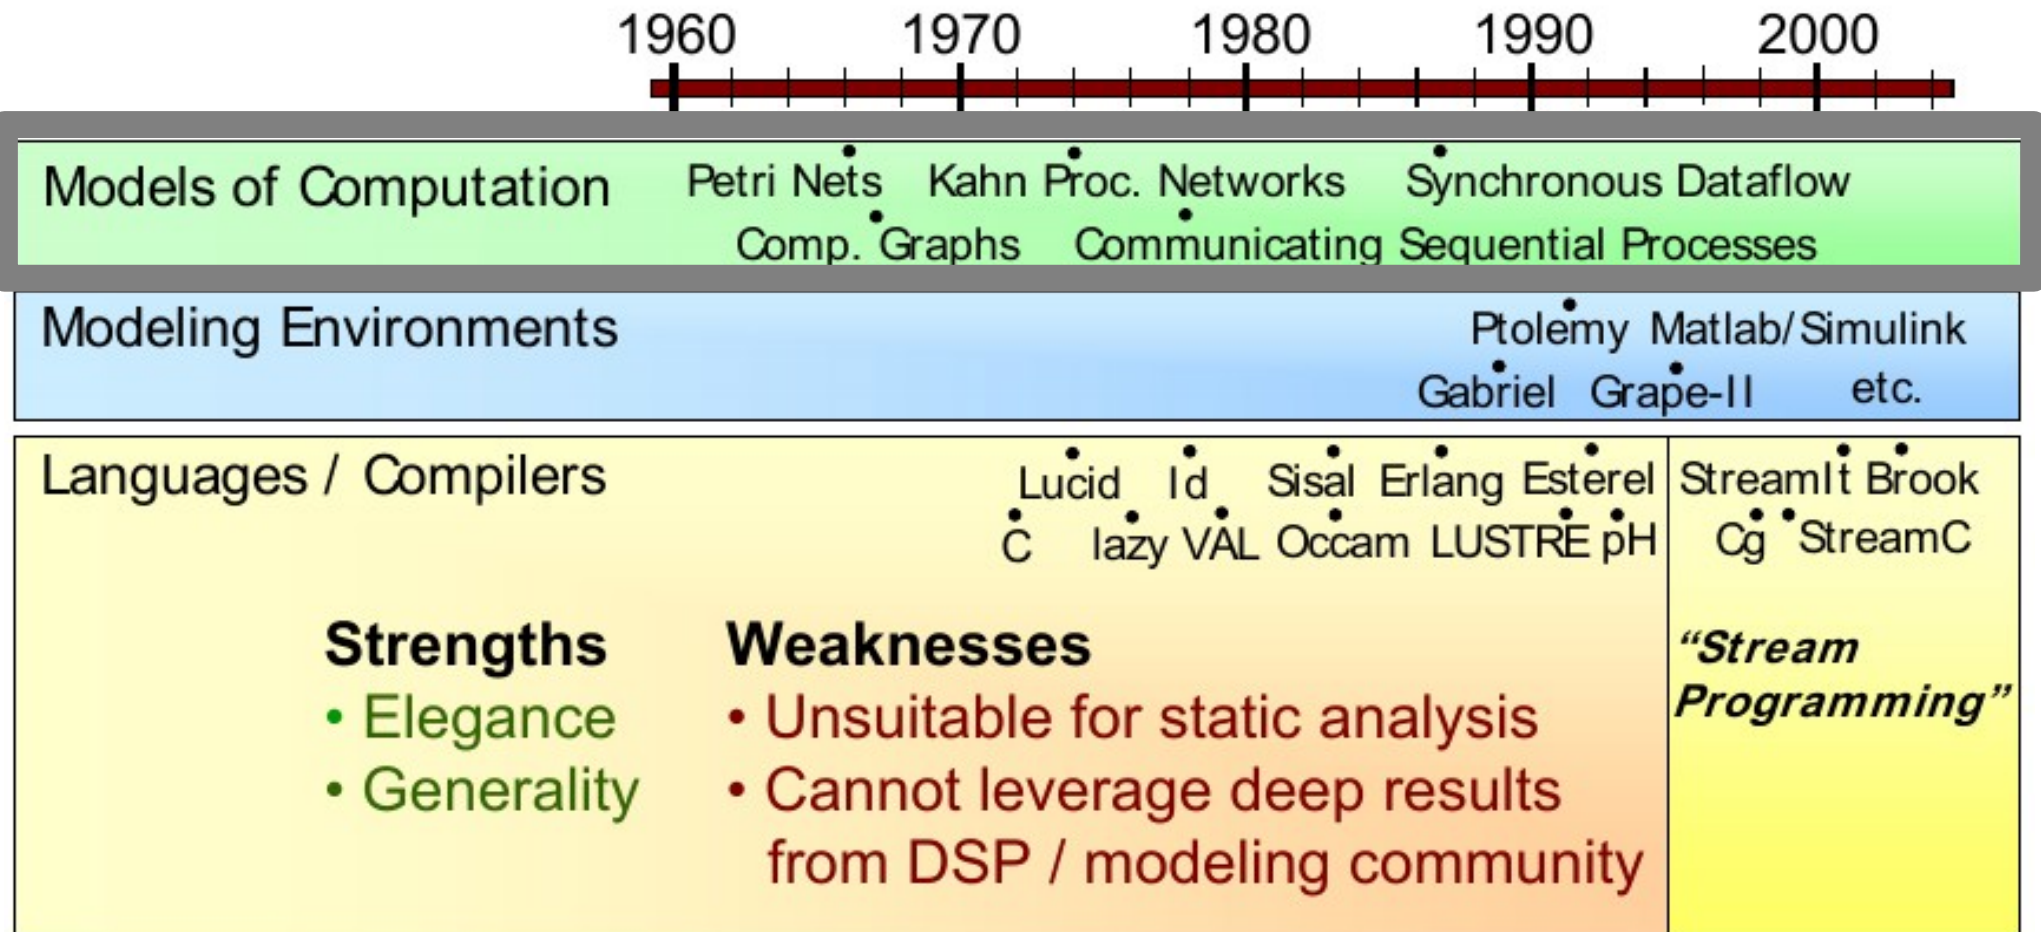 1960 1970 1980 1990 2000
Models of Computation
Petri Nets Kahn Proc. Networks Synchronous Dataflow
Comp. Graphs Communicating Sequential Processes
Modeling Environments
Ptolemy Matlab/Simulink
Gabriel Grape-II etc.
Languages / Compilers
Lucid Id Sisal Erlang Esterel StreamIt Brook
C lazy VAL Occam LUSTRE pH Cg StreamC
Strengths
• Elegance
• Generality
Weaknesses
• Unsuitable for static analysis
• Cannot leverage deep results
from DSP / modeling community
“Stream
Programming”